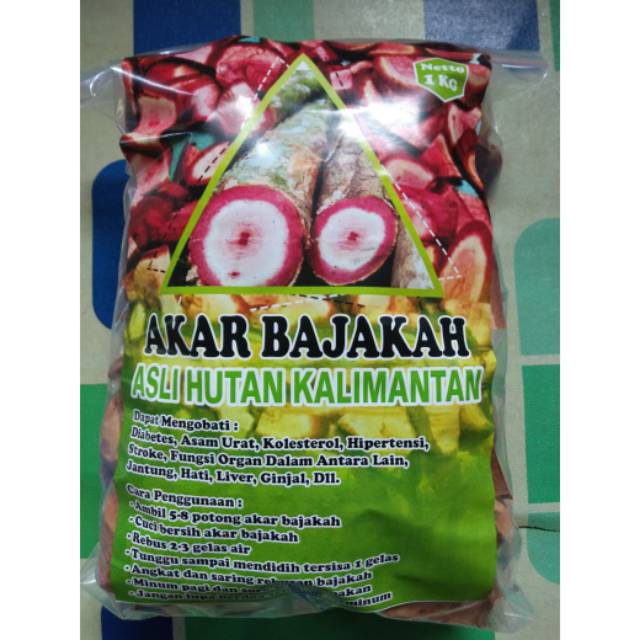 Netto
1 KG
AKAR BAJAKAH
ASLI HUTAN KALIMANTAN
Dapat Mengobati :
Diabetes, Asam Urat, Kolesterol, Hipertensi,
Stroke, Fungsi Organ Dalam Antara Lain,
Jantung, Hati, Liver, Ginjal, Dll.
Cara Penggunaan :
- Ambil 5-8 potong akar bajakah
- Cuci bersih akar bajakah
- Rebus 2-3 gelas air
- Tunggu sampai mendidih tersisa 1 gelas
- Angkat dan saring rebusan bajakah
- Minum pagi dan
- Jangan lupa minum